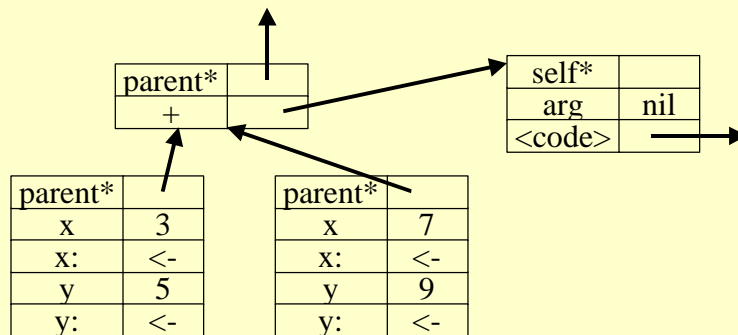 parent*
+
self*
arg nil
<code>
parent*
x 3
x: <-
y 5
y: <-
parent*
x 7
x: <-
y 9
y: <-